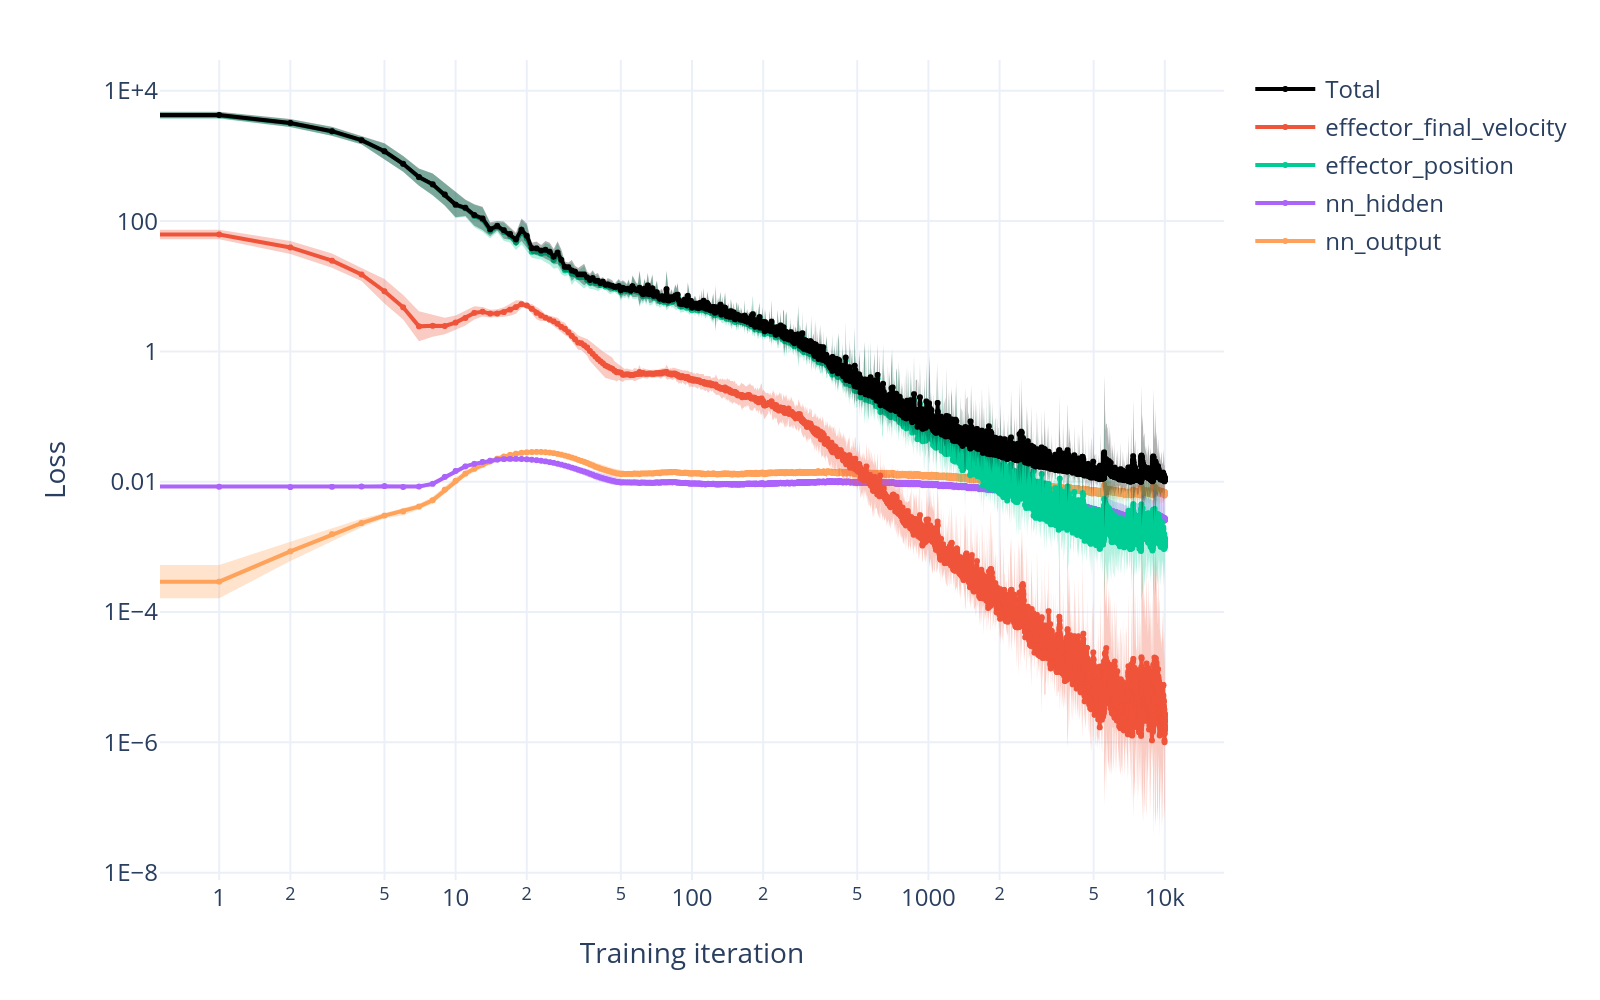 1E+4
100
1
0.01
1E−4
1E−6
1E−8
Loss
1 2 5 10 2 5 100 2 5 1000 2 5 10k
Training iteration
Total
effector_final_velocity
effector_position
nn_hidden
nn_output